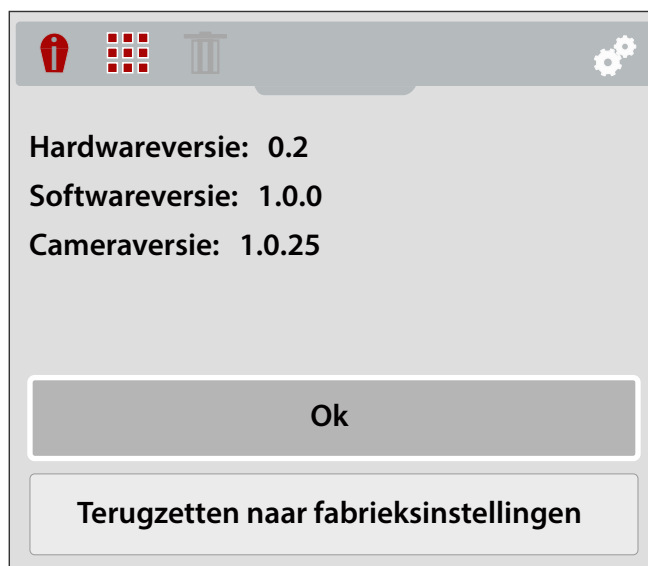 Hardwareversie: 0.2
Softwareversie: 1.0.0
Cameraversie: 1.0.25
Ok
Terugzetten naar fabrieksinstellingen